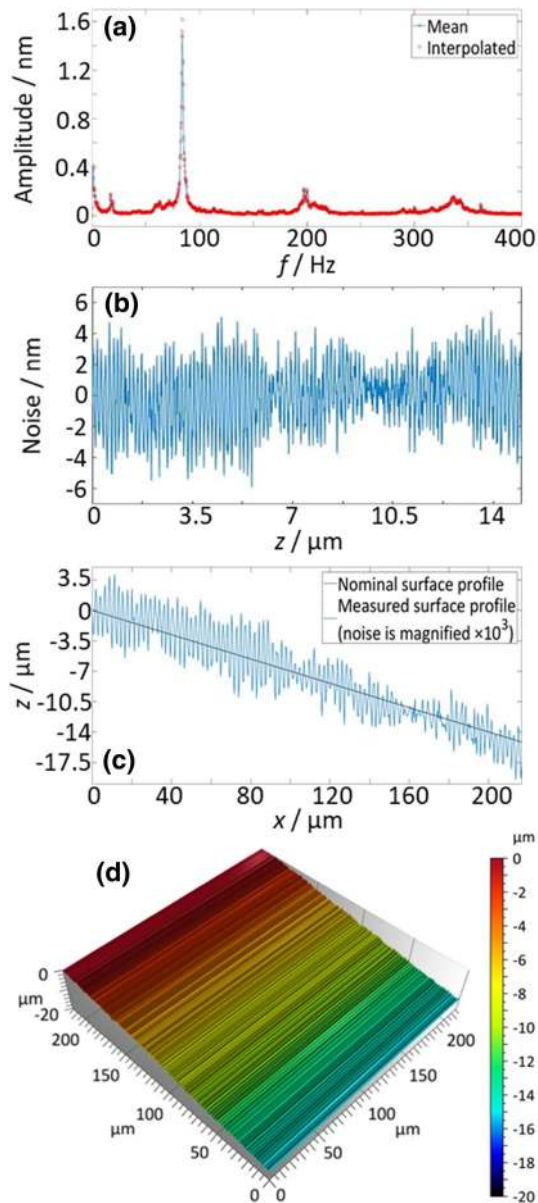 (a)
Mean
Interpolated
Amplitude / nm
1.6
1.2
0.8
0.4
0
0 100 200 300 400
f / Hz
(b)
Noise / nm
6
4
2
0
-2
-4
-6
0 3.5 7 10.5 14
z / µm
Nominal surface profile
Measured surface profile
(noise is magnified ×10³)
z / µm
3.5
0
-3.5
-7
-10.5
-14
-17.5
(c)
0 40 80 120 160 200
x / µm
(d)
µm
0
-2
-4
-6
-8
-10
-12
-14
-16
-18
-20
0
µm
-20
200
150
µm
100
50
0
0
50
100
µm
150
200